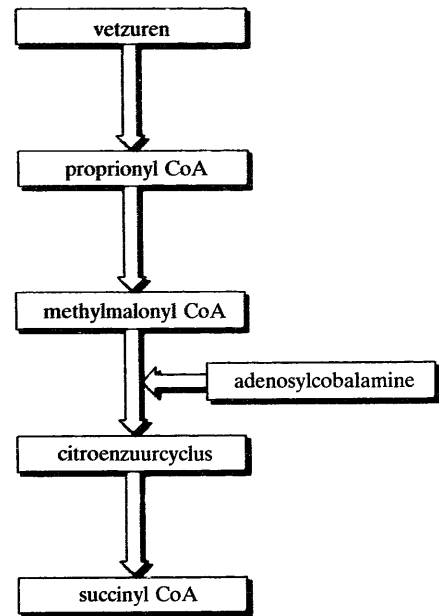 vetzuren
proprionyl CoA
methylmalonyl CoA
adenosylcobalamine
citroenzuurcyclus
succinyl CoA